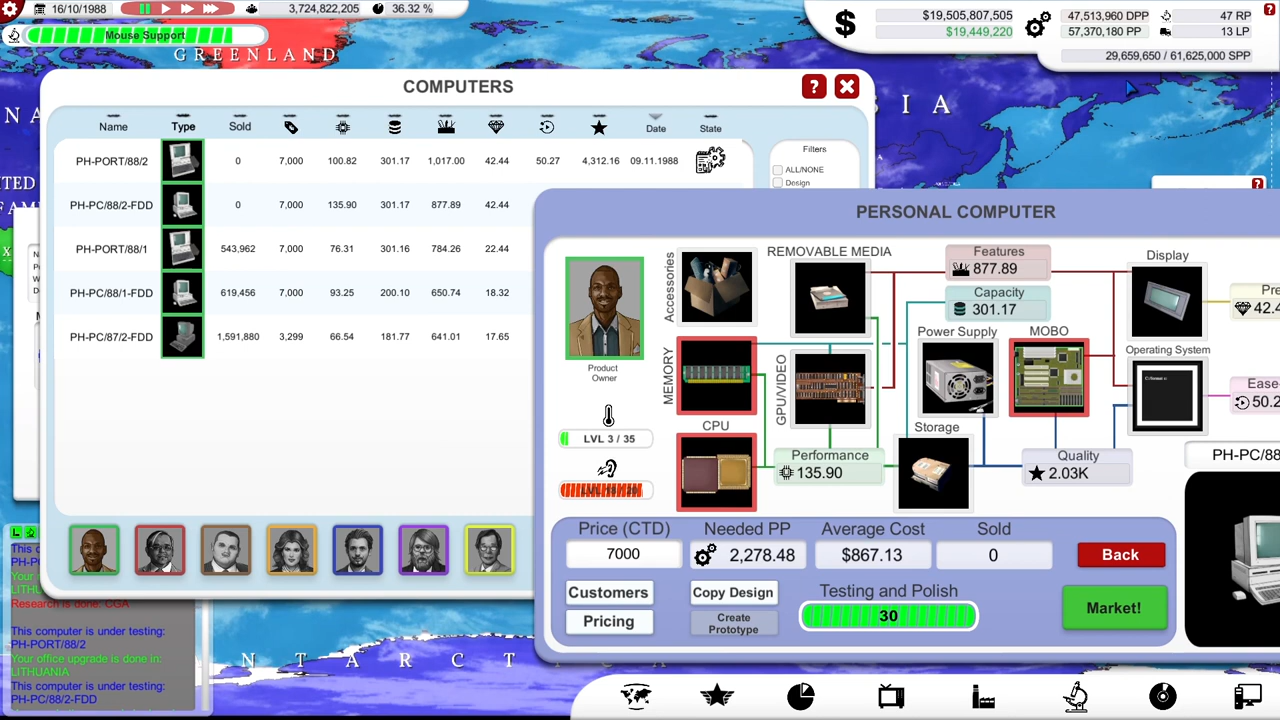 16/10/1988
3,724,822,205
36.32 %
Mouse Support
GREENLAND
$19,505,807,505
$19,449,220
47,513,960 DPP
57,370,180 PP
47 RP
13 LP
29,659,650 / 61,625,000 SPP
S I A
COMPUTERS
?
Name Type Sold Date State
PH-PORT/88/2 0 7,000 100.82 301.17 1,017.00 42.44 50.27 4,312.16 09.11.1988
PH-PC/88/2-FDD 0 7,000 135.90 301.17 877.89 42.44
PH-PORT/88/1 543,962 7,000 76.31 301.16 784.26 22.44
PH-PC/88/1-FDD 619,456 7,000 93.25 200.10 650.74 18.32
PH-PC/87/2-FDD 1,591,880 3,299 66.54 181.77 641.01 17.65
Filters
ALL/NONE
Design
PERSONAL COMPUTER
Product
Owner
LVL 3 / 35
Accessories
MEMORY
CPU
REMOVABLE MEDIA
GPU/VIDEO
Performance
135.90
Features
877.89
Capacity
301.17
Power Supply
MOBO
Storage
Quality
2.03K
Display
Operating System
Pre
42.4
Ease
50.2
PH-PC/88
Price (CTD) Needed PP Average Cost Sold
7000 2,278.48 $867.13 0
Back
Customers
Copy Design
Testing and Polish
30
Pricing
Create
Prototype
Market!
This c
PH-P
Your
LITHU
Research is done: CGA
This computer is under testing:
PH-PORT/88/2
Your office upgrade is done in:
LITHUANIA
This computer is under testing:
PH-PC/88/2-FDD
N T A R C T